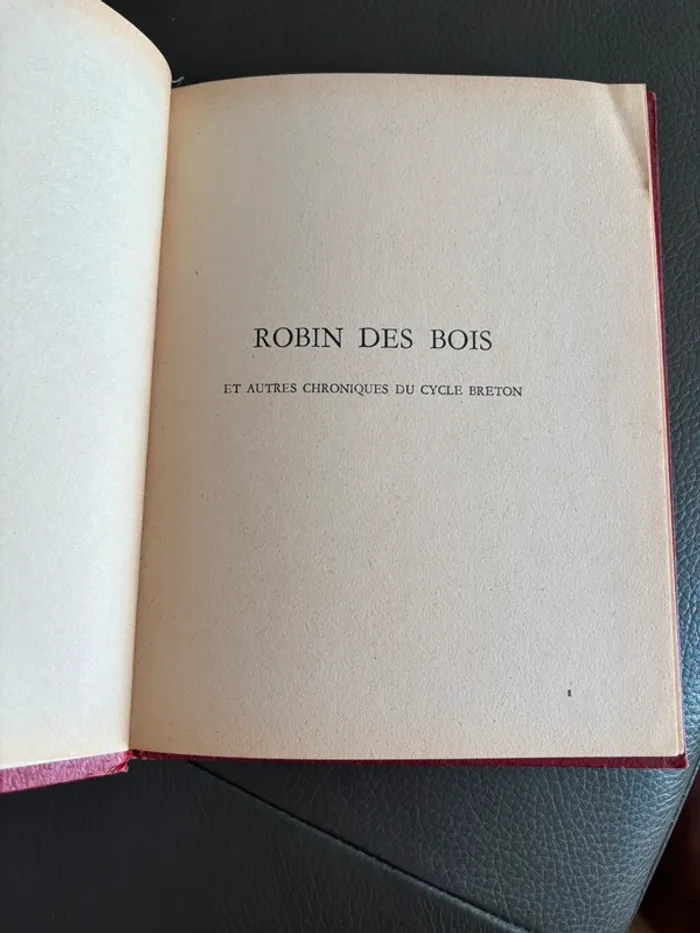 ROBIN DES BOIS
ET AUTRES CHRONIQUES DU CYCLE BRETON